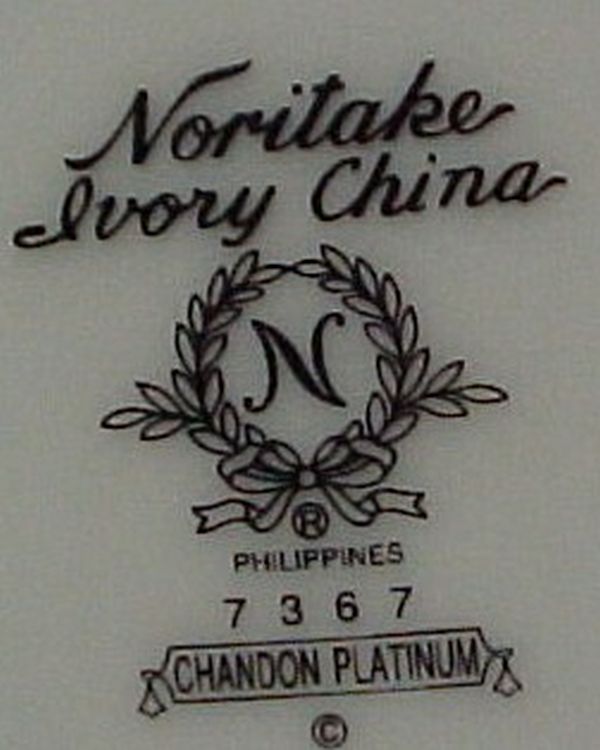 Noritake
Ivory China
N
®
PHILIPPINES
7367
CHANDON PLATINUM
©